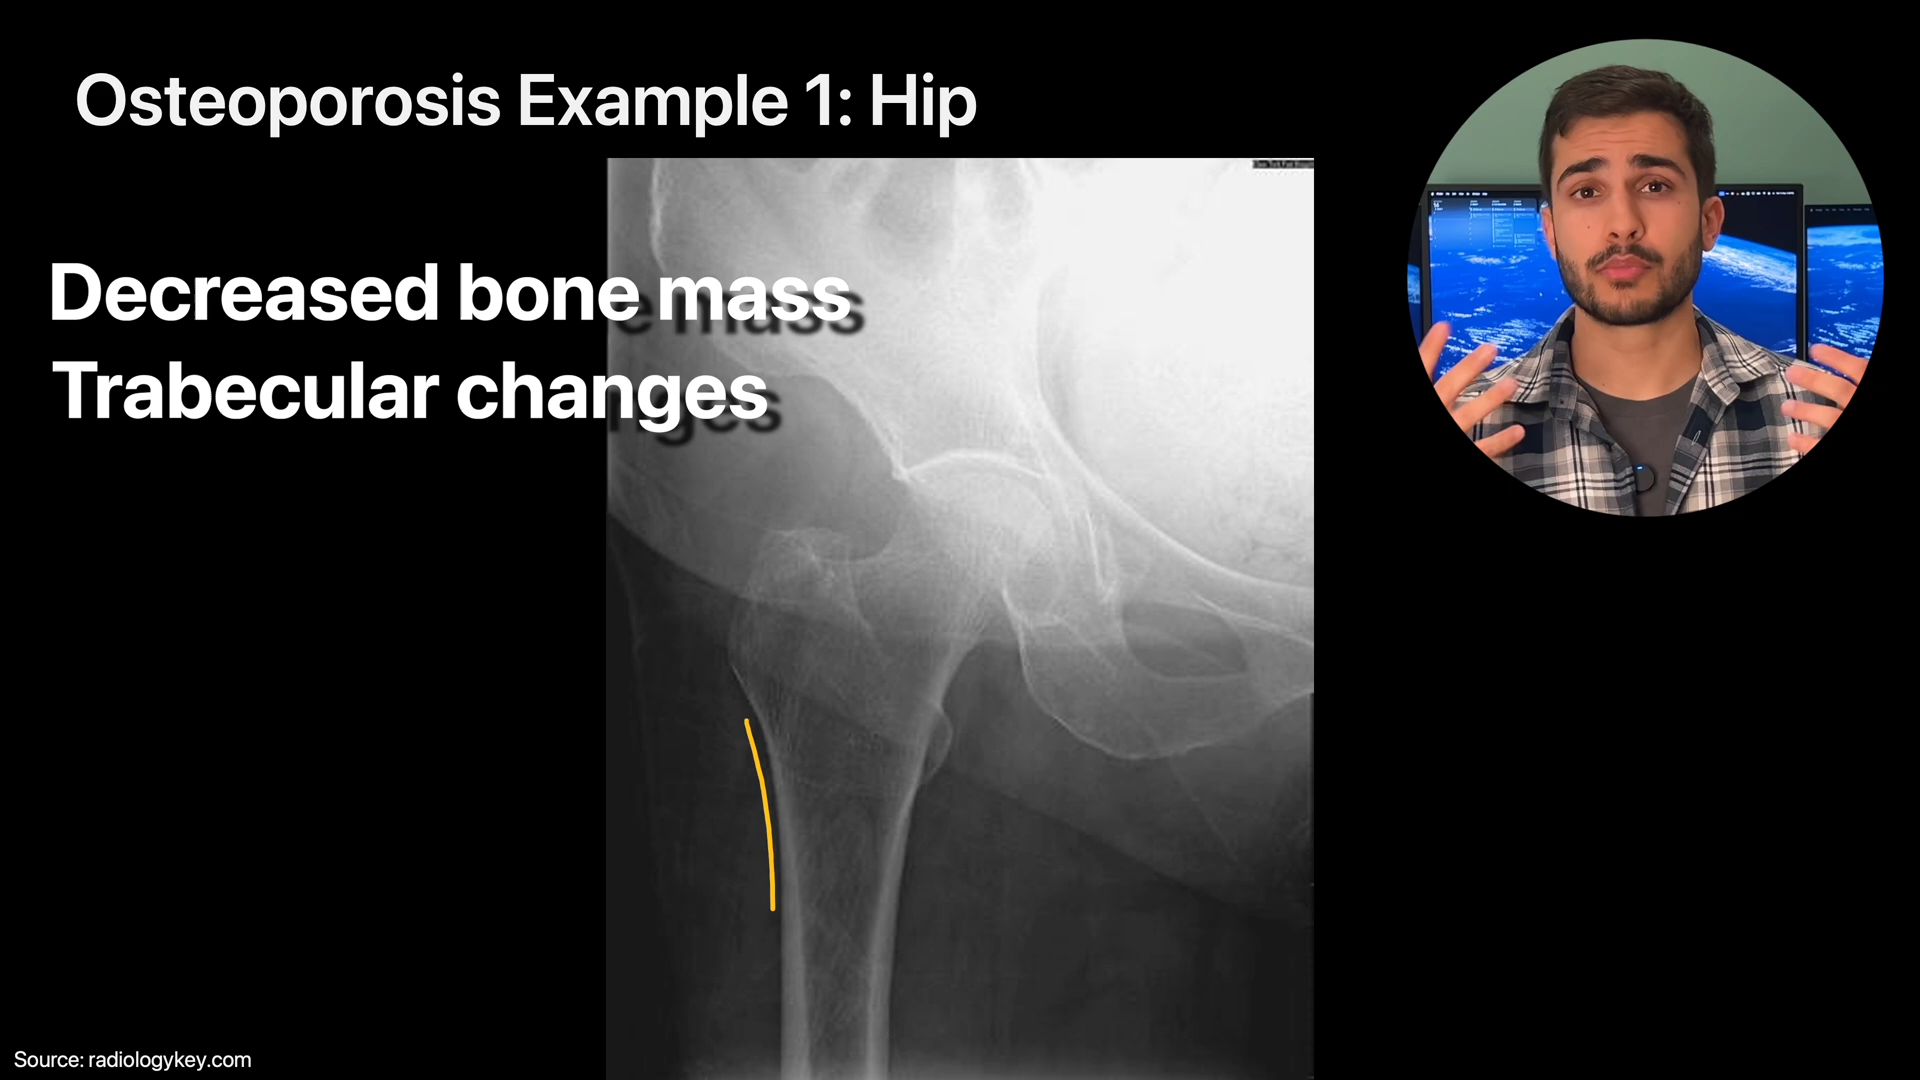 Osteoporosis Example 1: Hip
Decreased bone mass
Trabecular changes
Source: radiologykey.com